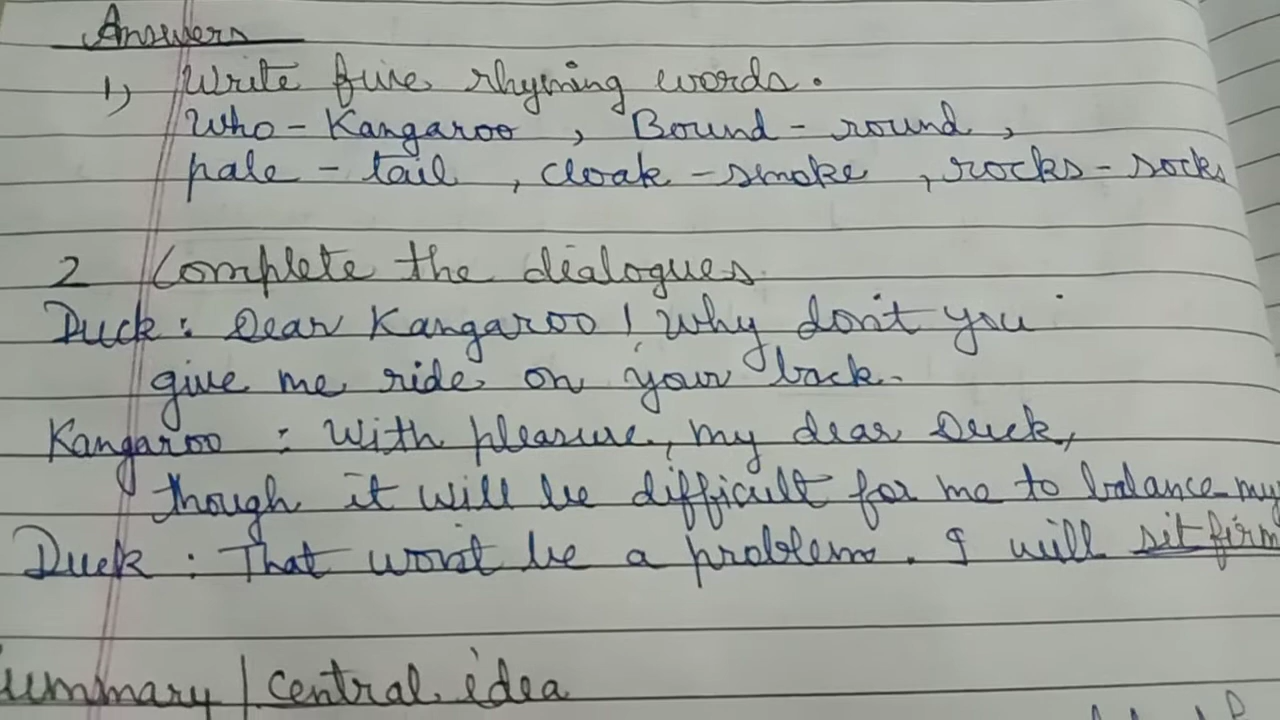 Answers
1) Write five rhyming words.
Who - Kangaroo , Bound - round ,
pale - tail , cloak - smoke , rocks - socks
2 Complete the dialogues.
Duck : Dear Kangaroo ! Why don't you
give me ride on your back.
Kangaroo : With pleasure, my dear Duck,
though it will be difficult for me to balance my
Duck : That won't be a problem. I will sit firm
Summary | Central idea